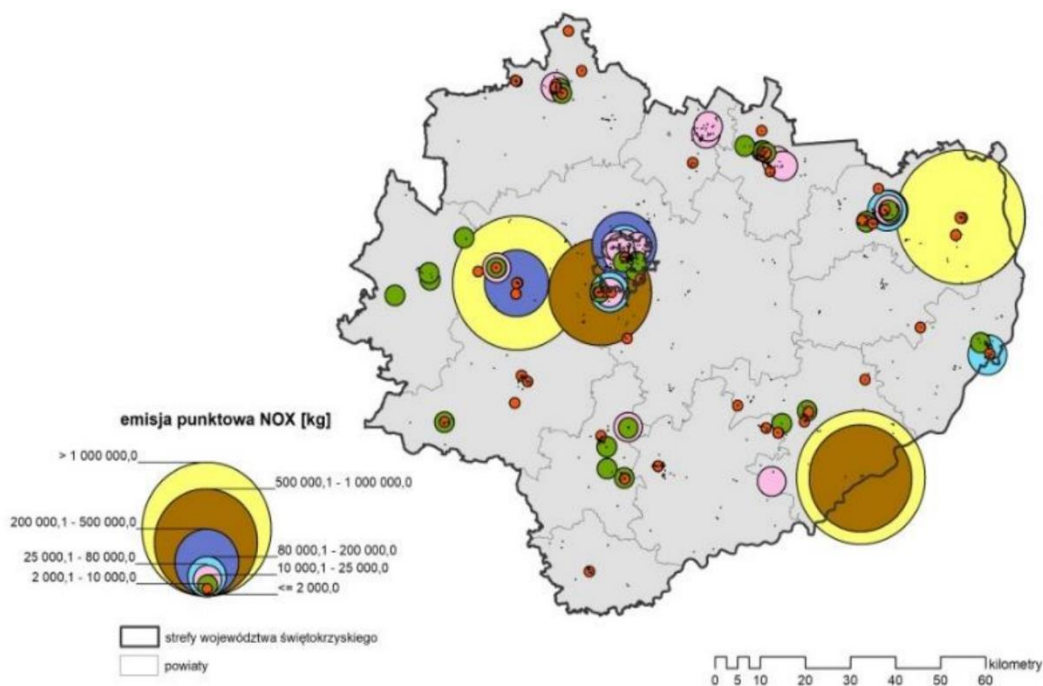 emisja punktowa NOX [kg]
> 1 000 000,0
500 000,1 - 1 000 000,0
200 000,1 - 500 000,0
80 000,1 - 200 000,0
25 000,1 - 80 000,0
10 000,1 - 25 000,0
2 000,1 - 10 000,0
<= 2 000,0
strefy województwa świętokrzyskiego
powiaty
kilometry
0 5 10 20 30 40 50 60